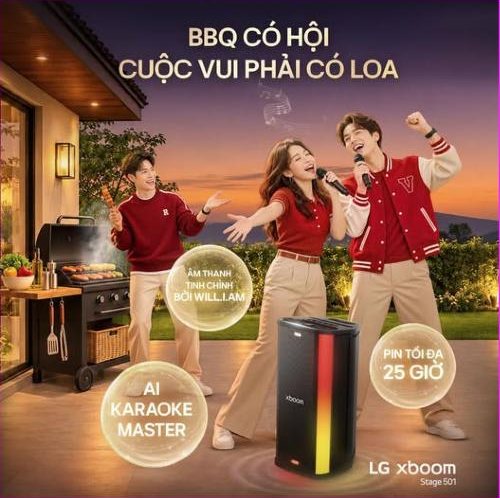 BBQ CÓ HỘI
CUỘC VUI PHẢI CÓ LOA
R
V
ÂM THANH
TINH CHỈNH
BỞI WILL.I.AM
AI
KARAOKE
MASTER
PIN TỐI ĐA
25 GIỜ
xboom
LG xboom
Stage 501